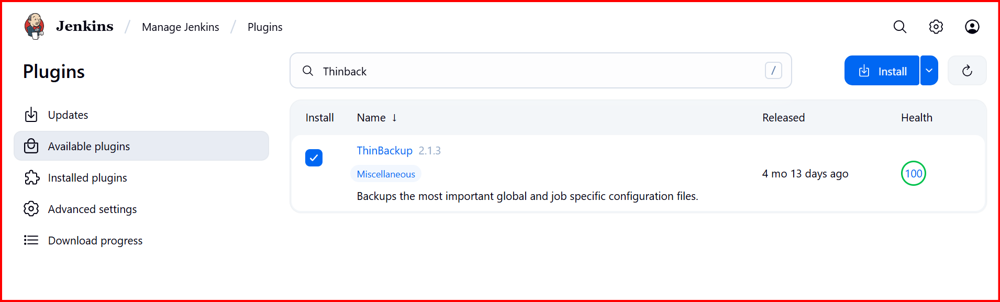 Jenkins / Manage Jenkins / Plugins
Plugins
Thinback /
Install
Updates
Available plugins
Installed plugins
Advanced settings
Download progress
Install Name ↓ Released Health
ThinBackup 2.1.3
Miscellaneous
4 mo 13 days ago 100
Backups the most important global and job specific configuration files.